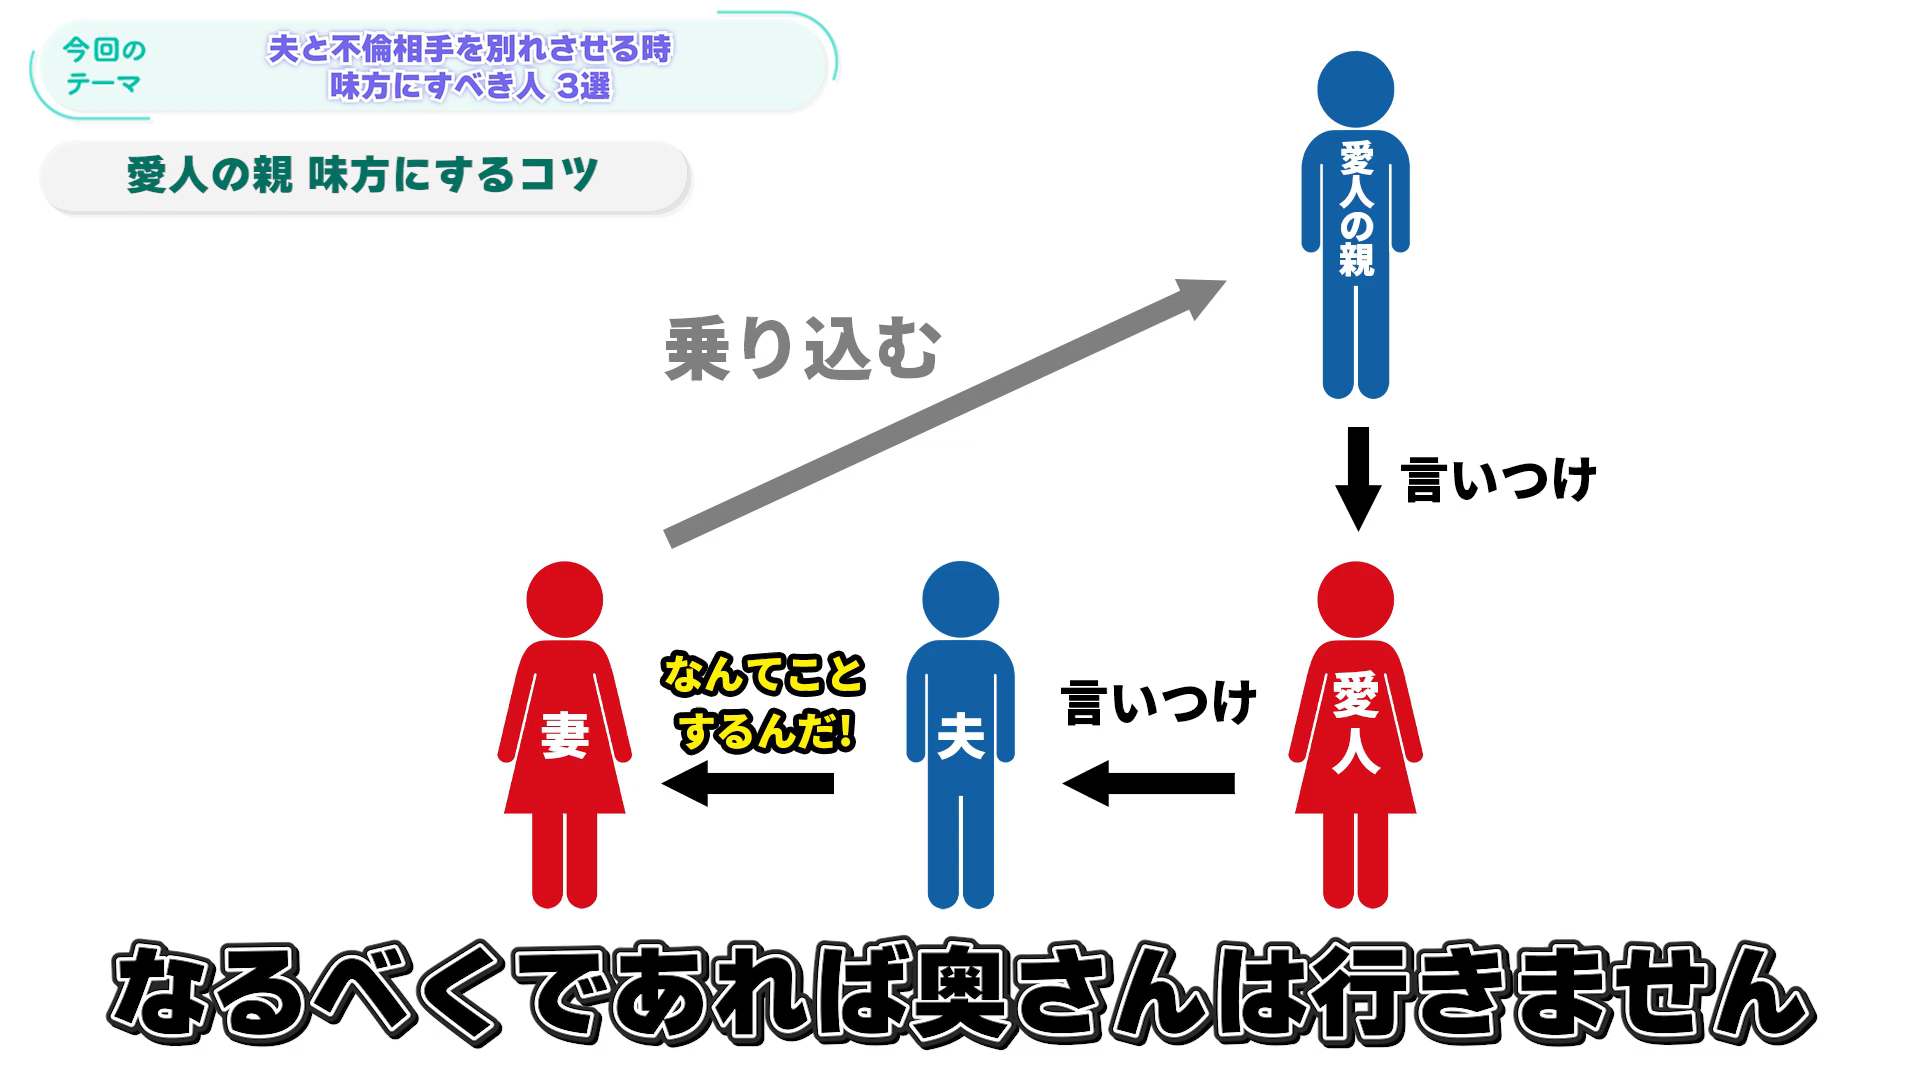 今回の
テーマ
夫と不倫相手を別れさせる時
味方にすべき人 3選
愛人の親 味方にするコツ
愛人の親
乗り込む
言いつけ
なんてこと
するんだ!
言いつけ
妻
夫
愛人
なるべくであれば奥さんは行きません